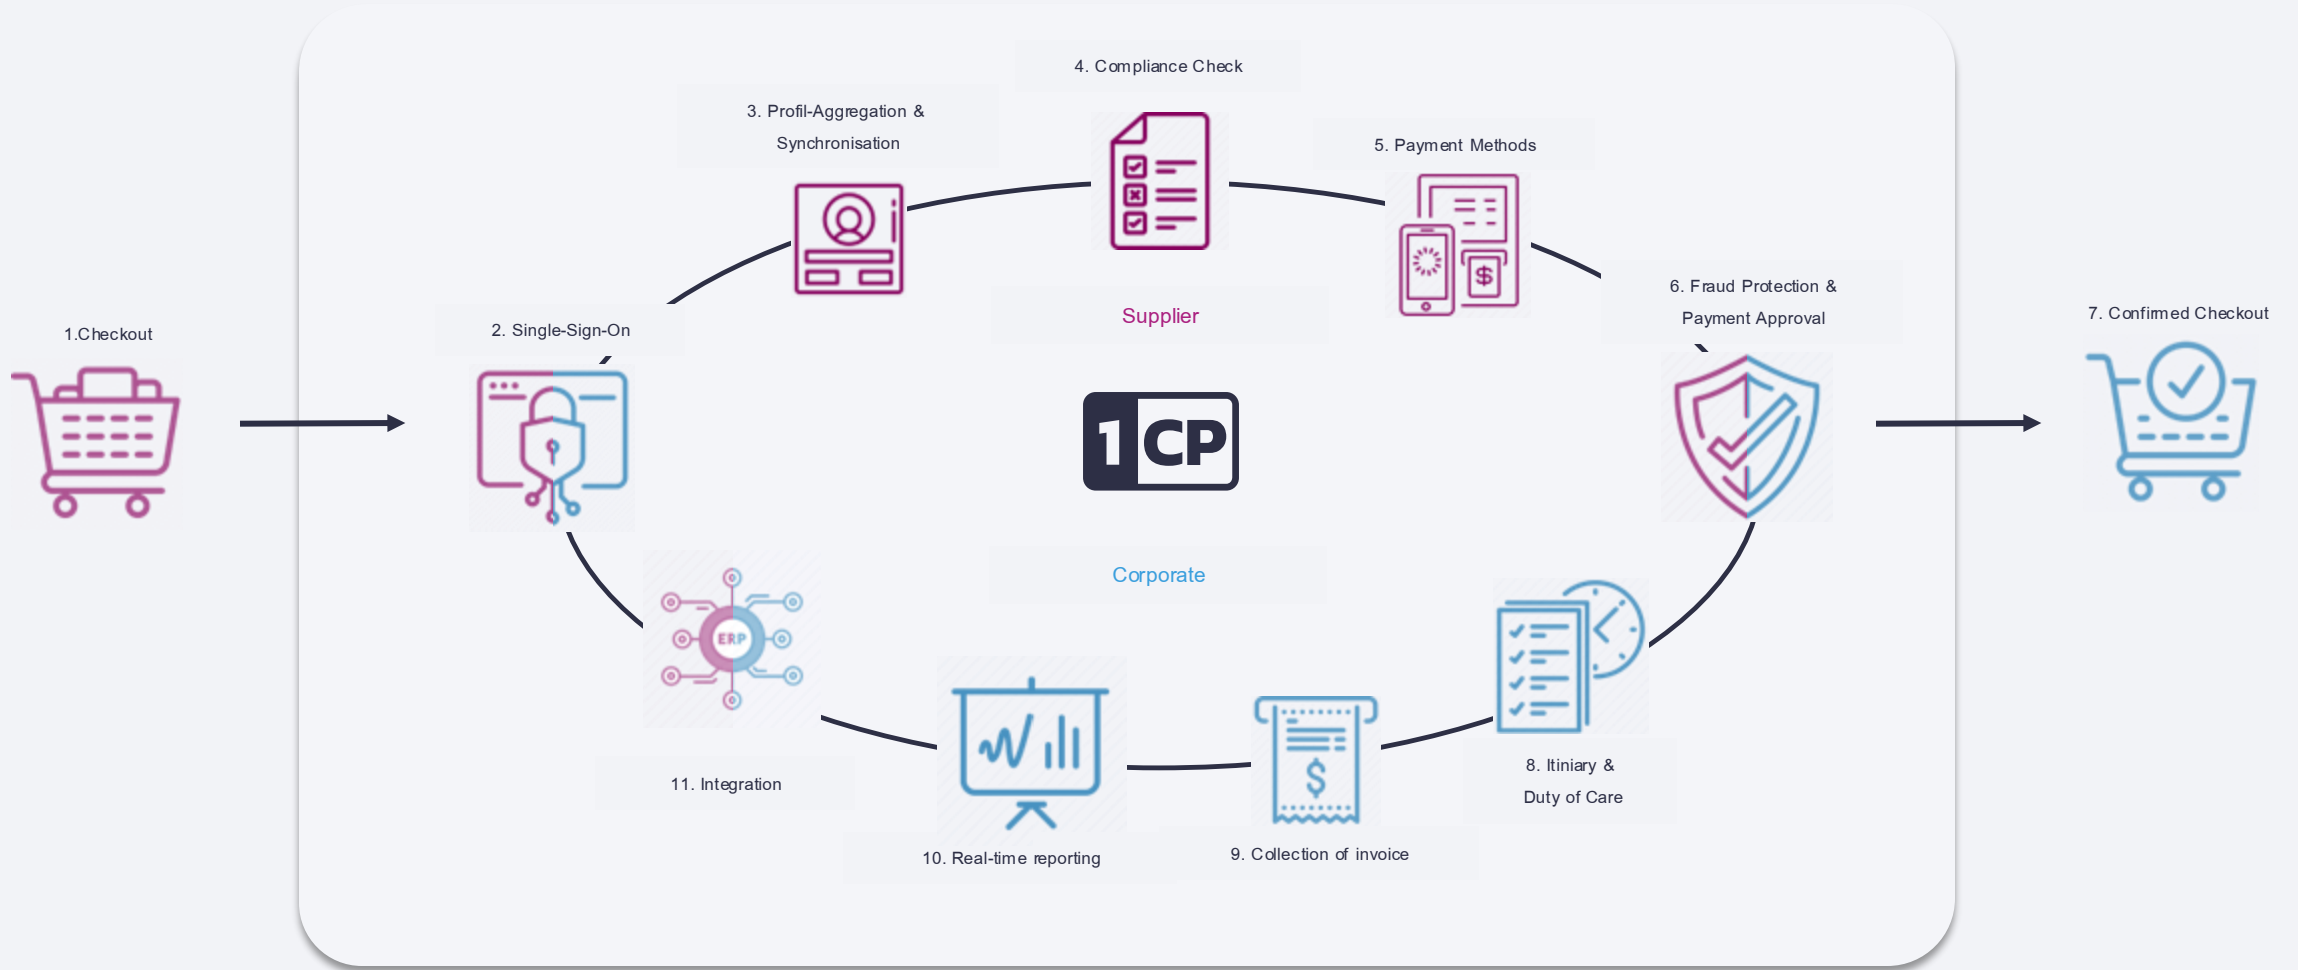 1.Checkout
2. Single-Sign-On
3. Profil-Aggregation &
Synchronisation
4. Compliance Check
5. Payment Methods
6. Fraud Protection &
Payment Approval
7. Confirmed Checkout
Supplier
1CP
Corporate
8. Itiniary &
Duty of Care
9. Collection of invoice
10. Real-time reporting
11. Integration
ERP
$
$